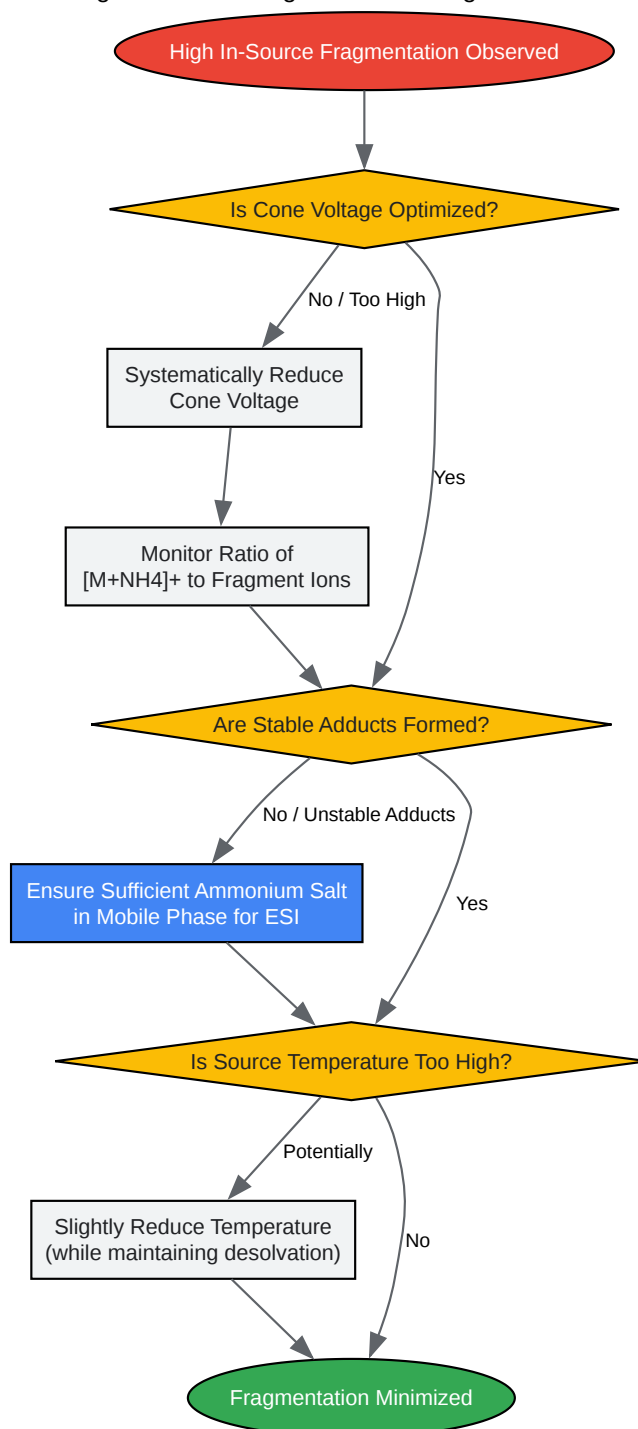 High In-Source Fragmentation Observed
Is Cone Voltage Optimized?
No / Too High
Systematically Reduce
Cone Voltage
Yes
Monitor Ratio of
[M+NH4]+ to Fragment Ions
Are Stable Adducts Formed?
No / Unstable Adducts
Ensure Sufficient Ammonium Salt
in Mobile Phase for ESI
Yes
Is Source Temperature Too High?
Potentially
Slightly Reduce Temperature
(while maintaining desolvation)
No
Fragmentation Minimized